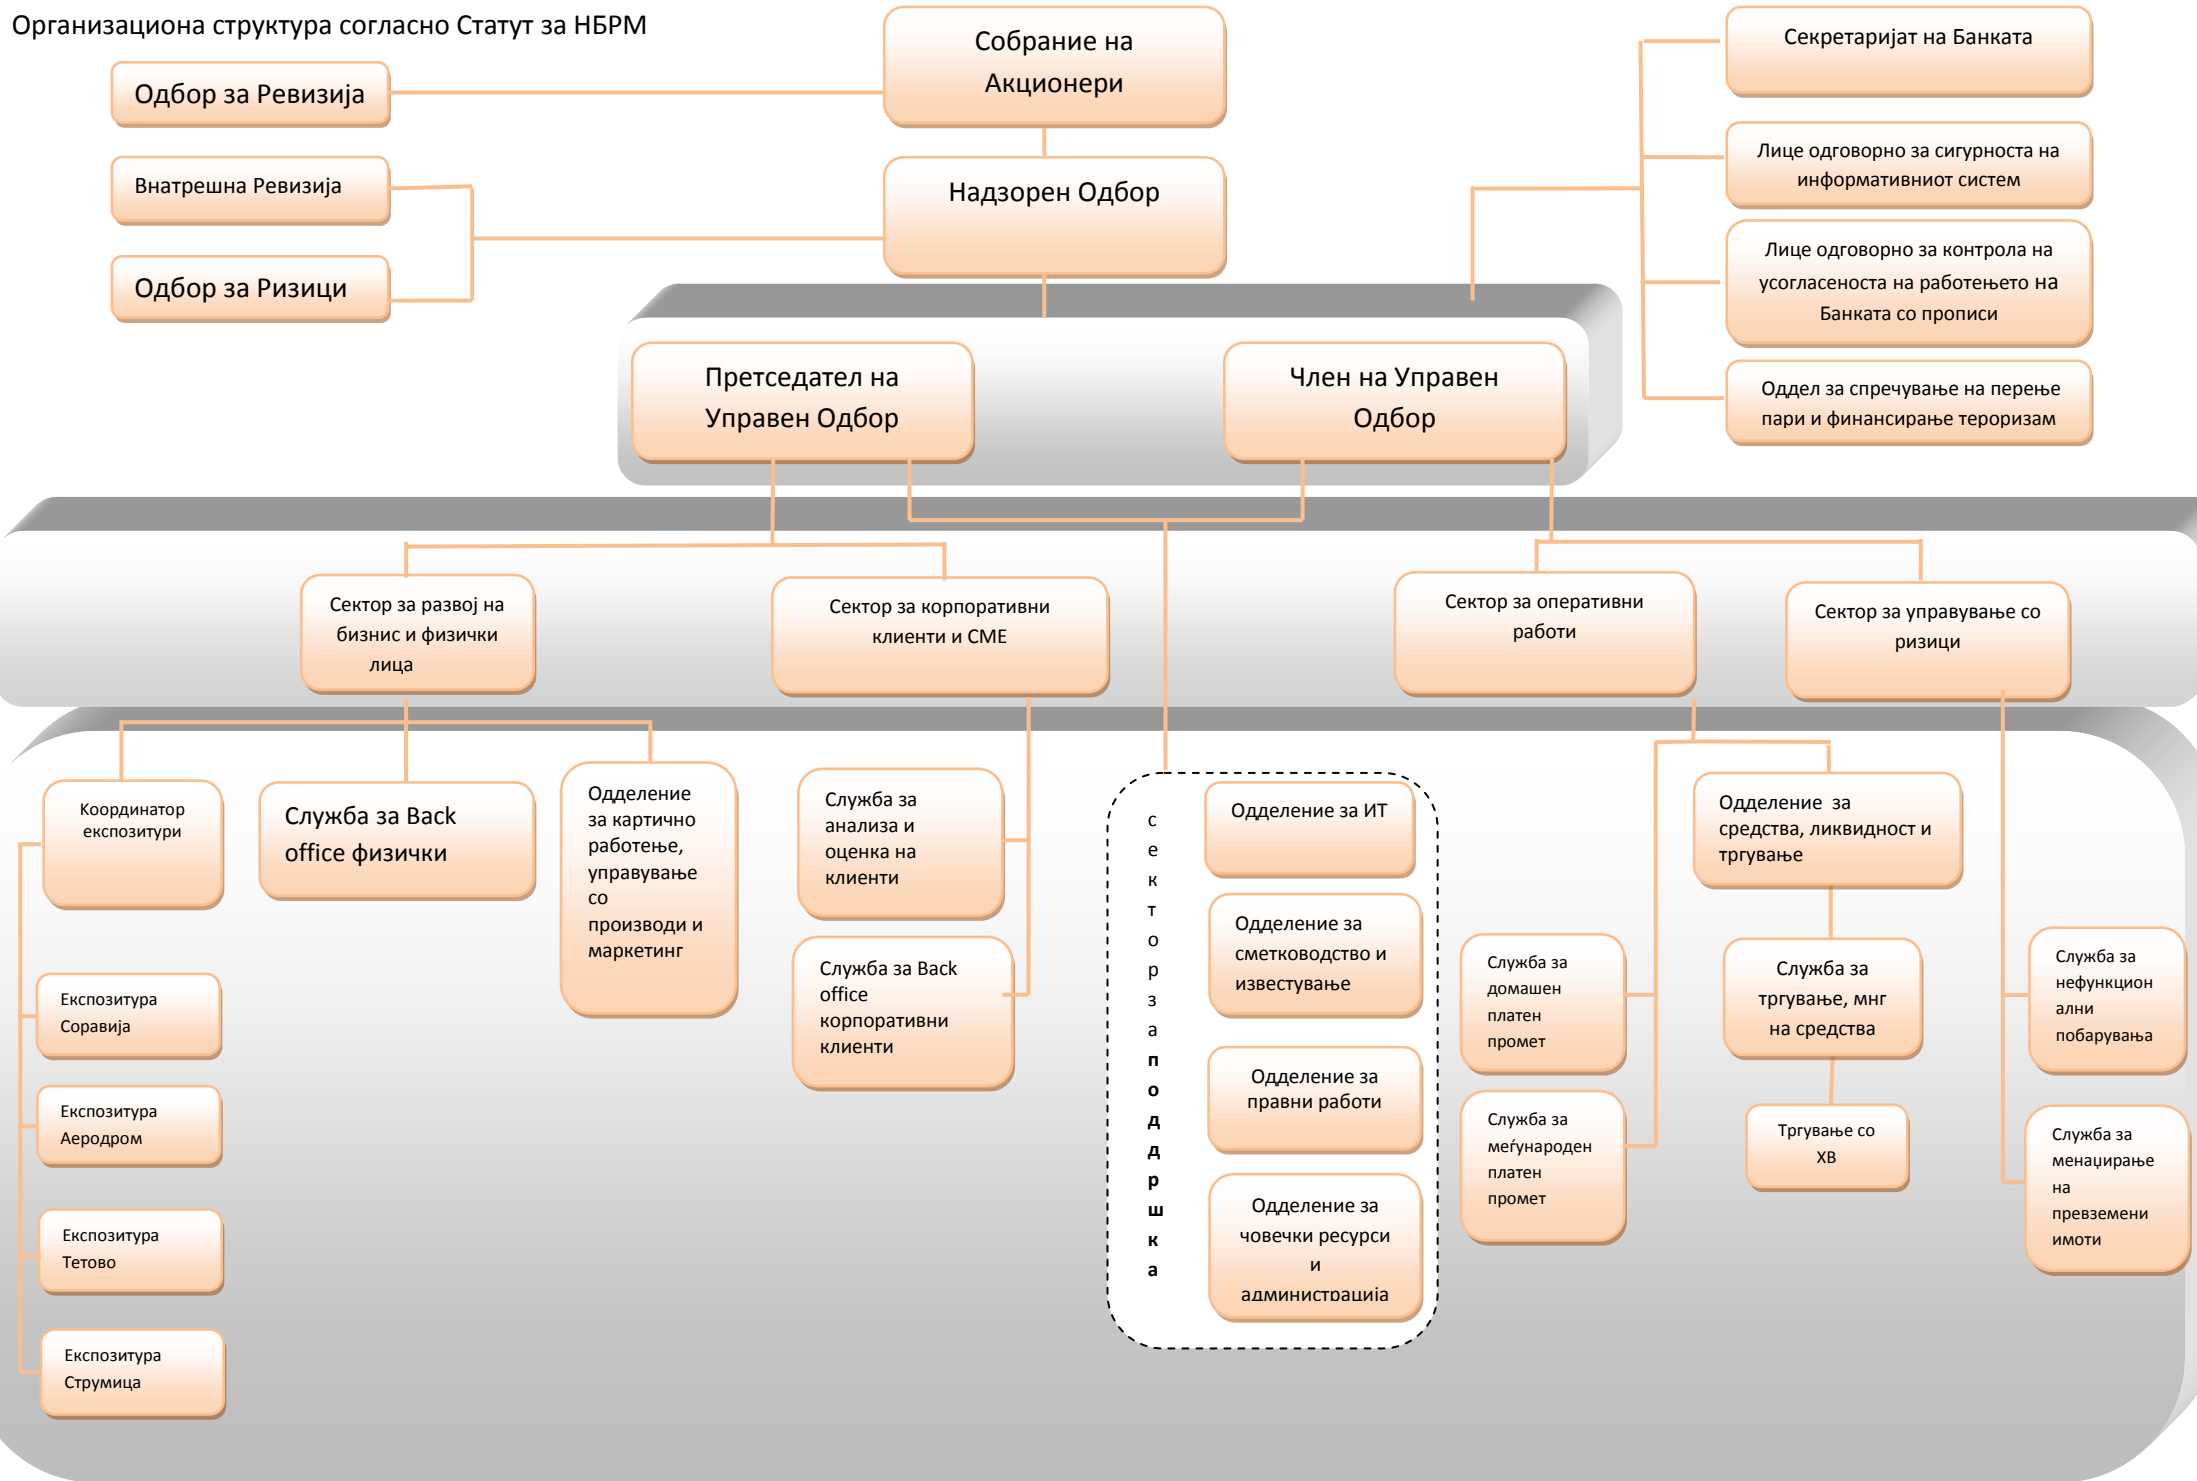 Организациона структура согласно Статут за НБРМ
Собрание на
Акционери
Секретаријат на Банката
Одбор за Ревизија
Лице одговорно за сигурноста на
информативниот систем
Внатрешна Ревизија
Надзорен Одбор
Одбор за Ризици
Лице одговорно за контрола на
усогласеноста на работењето на
Банката со прописи
Претседател на
Управен Одбор
Член на Управен
Одбор
Оддел за спречување на перење
пари и финансирање тероризам
Сектор за развој на
бизнис и физички
лица
Сектор за корпоративни
клиенти и СМЕ
Сектор за оперативни
работи
Сектор за управување со
ризици
Координатор
експозитури
Служба за Back
office физички
Одделение
за картично
работење,
управување
со
производи и
маркетинг
Служба за
анализа и
оценка на
клиенти
Служба за Back
office
корпоративни
клиенти
с
е
к
т
о
р
з
а
п
о
д
д
р
ш
к
а
Одделение за ИТ
Одделение за
сметководство и
известување
Одделение за
правни работи
Одделение за
човечки ресурси
и
администрација
Одделение за
средства, ликвидност и
тргување
Служба за
домашен
платен
промет
Служба за
тргување, мнг
на средства
Служба за
нефункцион
ални
побарувања
Служба за
меѓународен
платен
промет
Тргување со
ХВ
Служба за
менаџирање
на
превземени
имоти
Експозитура
Соравија
Експозитура
Аеродром
Експозитура
Тетово
Експозитура
Струмица